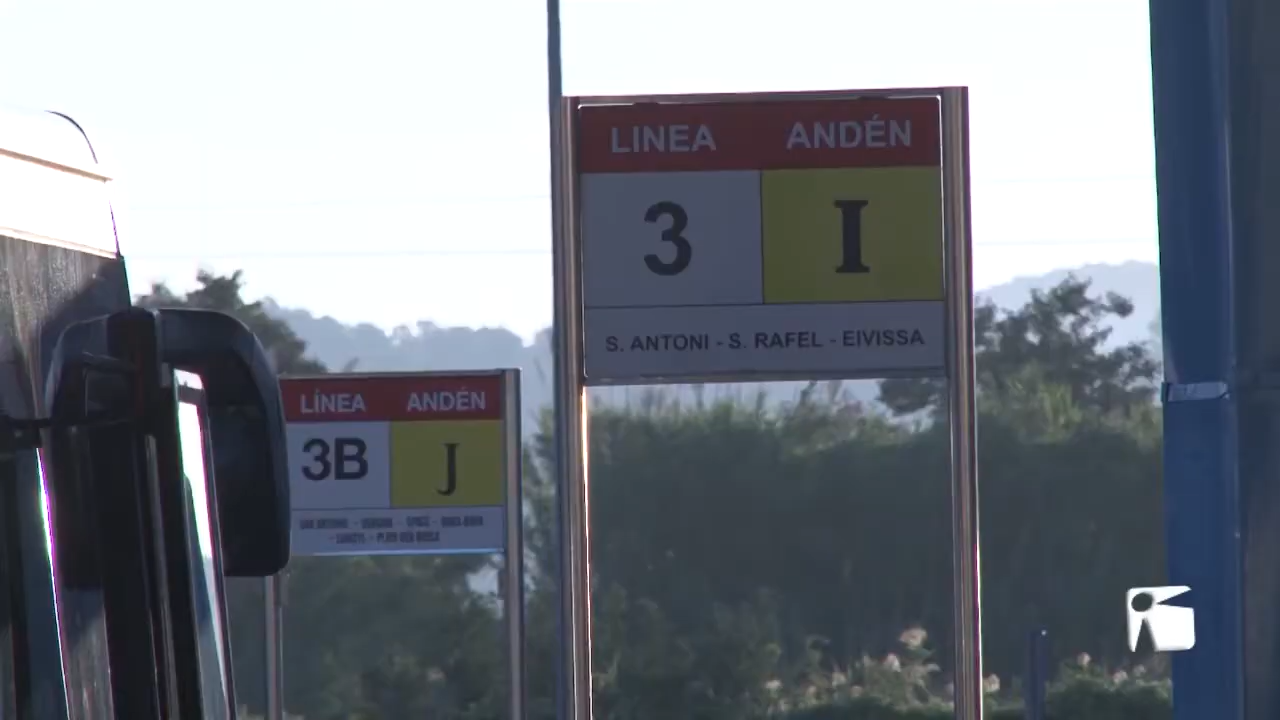 LINEA ANDÉN
3 I
S. ANTONI - S. RAFEL - EIVISSA
LÍNEA ANDÉN
3B J